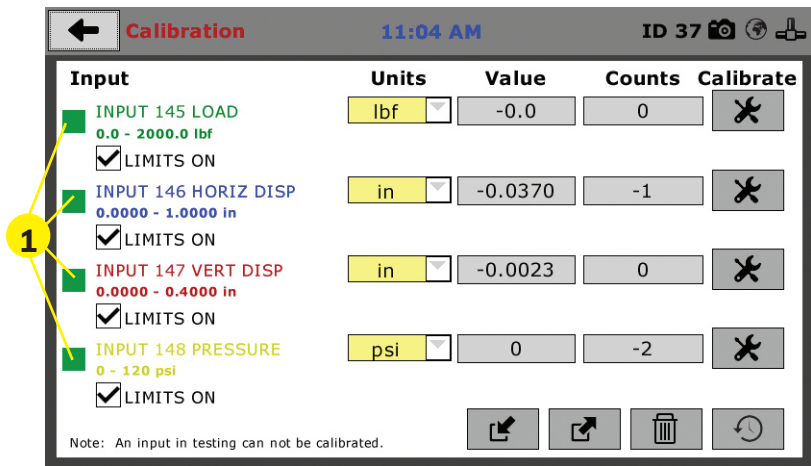 Calibration 11:04 AM ID 37
Input Units Value Counts Calibrate
INPUT 145 LOAD lbf -0.0 0
0.0 - 2000.0 lbf
LIMITS ON
INPUT 146 HORIZ DISP in -0.0370 -1
0.0000 - 1.0000 in
LIMITS ON
1
INPUT 147 VERT DISP in -0.0023 0
0.0000 - 0.4000 in
LIMITS ON
INPUT 148 PRESSURE psi 0 -2
0 - 120 psi
LIMITS ON
Note: An input in testing can not be calibrated.